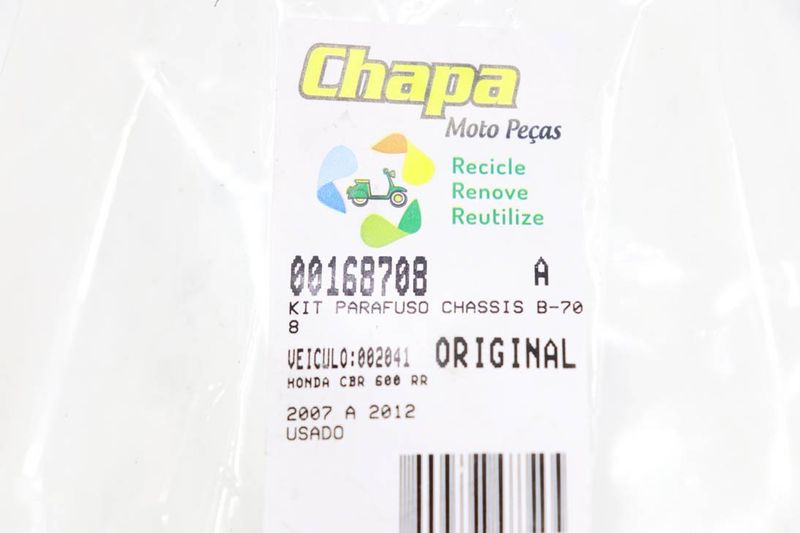 Chapa
Moto Peças
Recicle
Renove
Reutilize
00168708 A
KIT PARAFUSO CHASSIS B-70
8
VEICULO:002041 ORIGINAL
HONDA CBR 600 RR
2007 A 2012
USADO